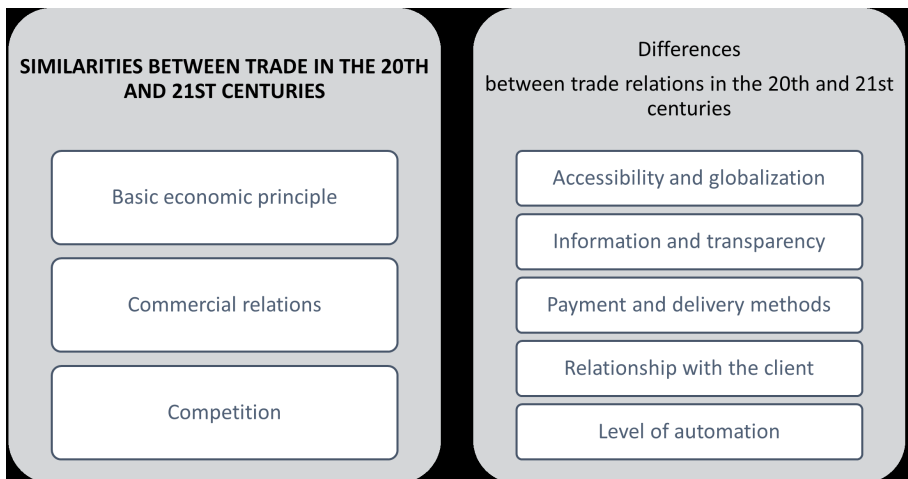 SIMILARITIES BETWEEN TRADE IN THE 20TH
AND 21ST CENTURIES
Basic economic principle
Commercial relations
Competition
Differences
between trade relations in the 20th and 21st
centuries
Accessibility and globalization
Information and transparency
Payment and delivery methods
Relationship with the client
Level of automation